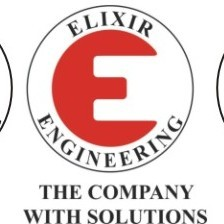 ELIXIR
E
ENGINEERING
THE COMPANY
WITH SOLUTIONS